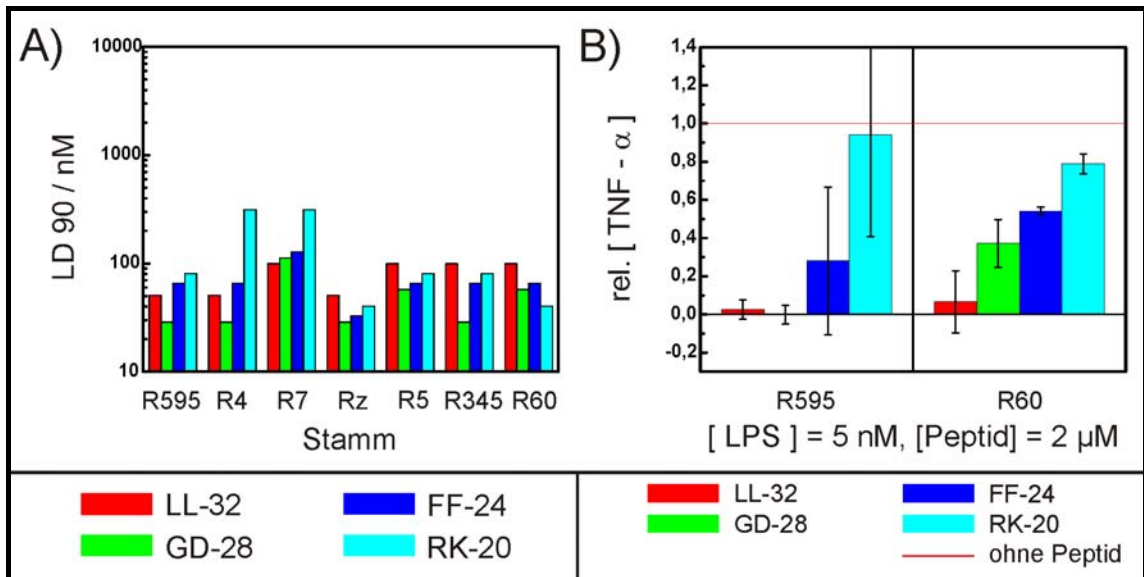 A)
10000
1000
100
10
LD 90 / nM
R595 R4 R7 Rz R5 R345 R60
Stamm
B)
1,4
1,2
1,0
0,8
0,6
0,4
0,2
0,0
-0,2
rel. [ TNF - α ]
R595 R60
[ LPS ] = 5 nM, [Peptid] = 2 µM
LL-32 FF-24
GD-28 RK-20
LL-32 FF-24
GD-28 RK-20
ohne Peptid